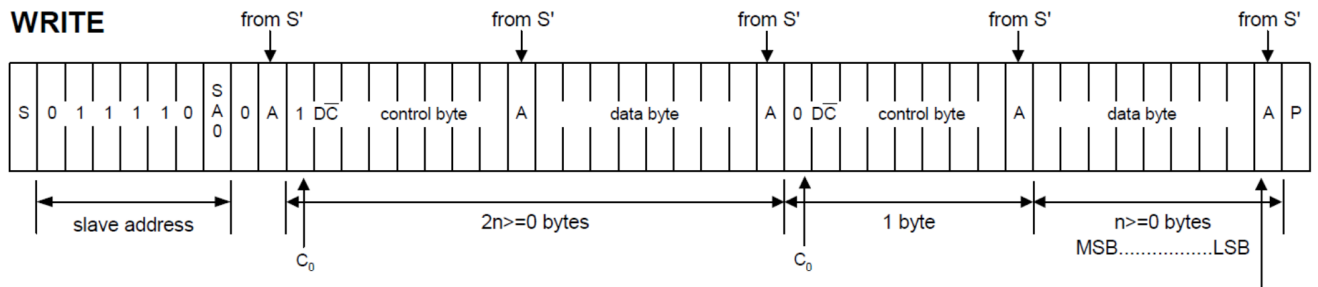 WRITE
from S' from S' from S' from S' from S'
S 0 1 1 1 1 0 SA0 0 A 1 DC̅ control byte A data byte A 0 DC̅ control byte A data byte A P
slave address 2n>=0 bytes 1 byte n>=0 bytes
MSB.................LSB
C₀ C₀